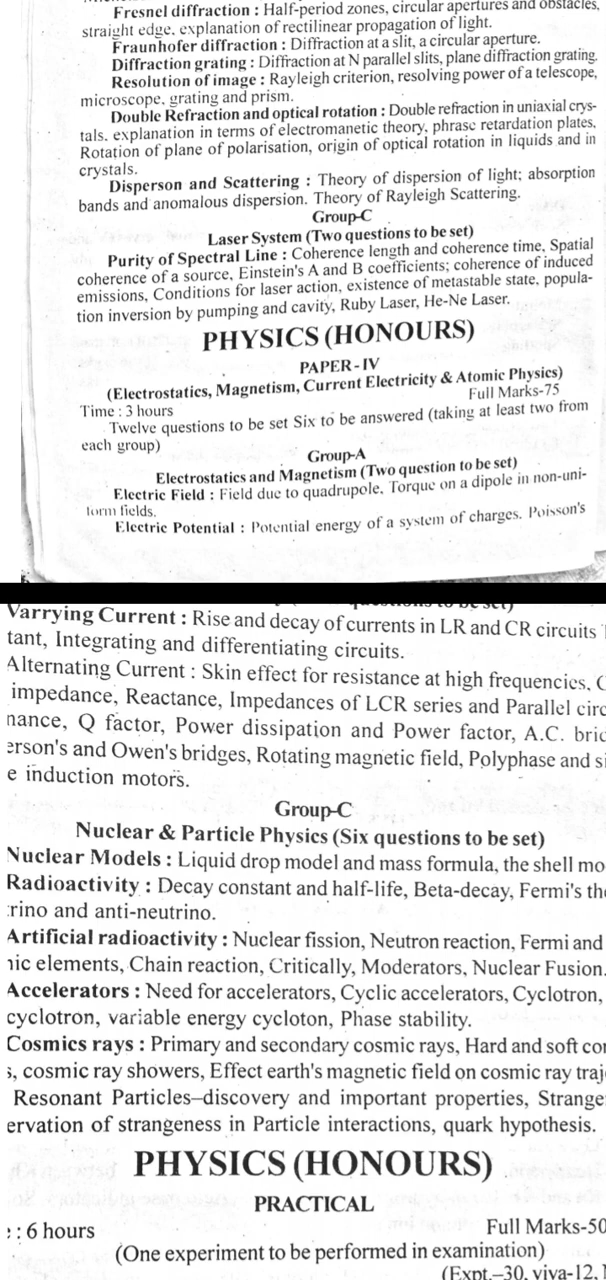 Fresnel diffraction : Half-period zones, circular apertures and obstacles,
straight edge. explanation of rectilinear propagation of light.
Fraunhofer diffraction : Diffraction at a slit, a circular aperture.
Diffraction grating : Diffraction at N parallel slits, plane diffraction grating.
Resolution of image : Rayleigh criterion, resolving power of a telescope,
microscope, grating and prism.
Double Refraction and optical rotation : Double refraction in uniaxial crys-
tals. explanation in terms of electromanetic theory, phrase retardation plates.
Rotation of plane of polarisation, origin of optical rotation in liquids and in
crystals.
Disperson and Scattering : Theory of dispersion of light; absorption
bands and anomalous dispersion. Theory of Rayleigh Scattering.
Group-C
Laser System (Two questions to be set)
Purity of Spectral Line : Coherence length and coherence time, Spatial
coherence of a source, Einstein's A and B coefficients; coherence of induced
emissions, Conditions for laser action, existence of metastable state, popula-
tion inversion by pumping and cavity, Ruby Laser, He-Ne Laser.
PHYSICS (HONOURS)
PAPER-IV
(Electrostatics, Magnetism, Current Electricity & Atomic Physics)
Time : 3 hours Full Marks-75
Twelve questions to be set Six to be answered (taking at least two from
each group)
Group-A
Electrostatics and Magnetism (Two question to be set)
Electric Field : Field due to quadrupole, Torque on a dipole in non-uni-
form fields.
Electric Potential : Potential energy of a system of charges. Poisson's
to be set)
Varrying Current : Rise and decay of currents in LR and CR circuits
tant, Integrating and differentiating circuits.
Alternating Current : Skin effect for resistance at high frequencies, C
impedance, Reactance, Impedances of LCR series and Parallel circ
nance, Q factor, Power dissipation and Power factor, A.C. bric
erson's and Owen's bridges, Rotating magnetic field, Polyphase and si
e induction motors.
Group-C
Nuclear & Particle Physics (Six questions to be set)
Nuclear Models : Liquid drop model and mass formula, the shell mo
Radioactivity : Decay constant and half-life, Beta-decay, Fermi's the
rino and anti-neutrino.
Artificial radioactivity : Nuclear fission, Neutron reaction, Fermi and
nic elements, Chain reaction, Critically, Moderators, Nuclear Fusion.
Accelerators : Need for accelerators, Cyclic accelerators, Cyclotron,
cyclotron, variable energy cycloton, Phase stability.
Cosmics rays : Primary and secondary cosmic rays, Hard and soft co
s, cosmic ray showers, Effect earth's magnetic field on cosmic ray traj
Resonant Particles–discovery and important properties, Strange
ervation of strangeness in Particle interactions, quark hypothesis.
PHYSICS (HONOURS)
PRACTICAL
: 6 hours Full Marks-50
(One experiment to be performed in examination)
(Expt.–30, viva-12,